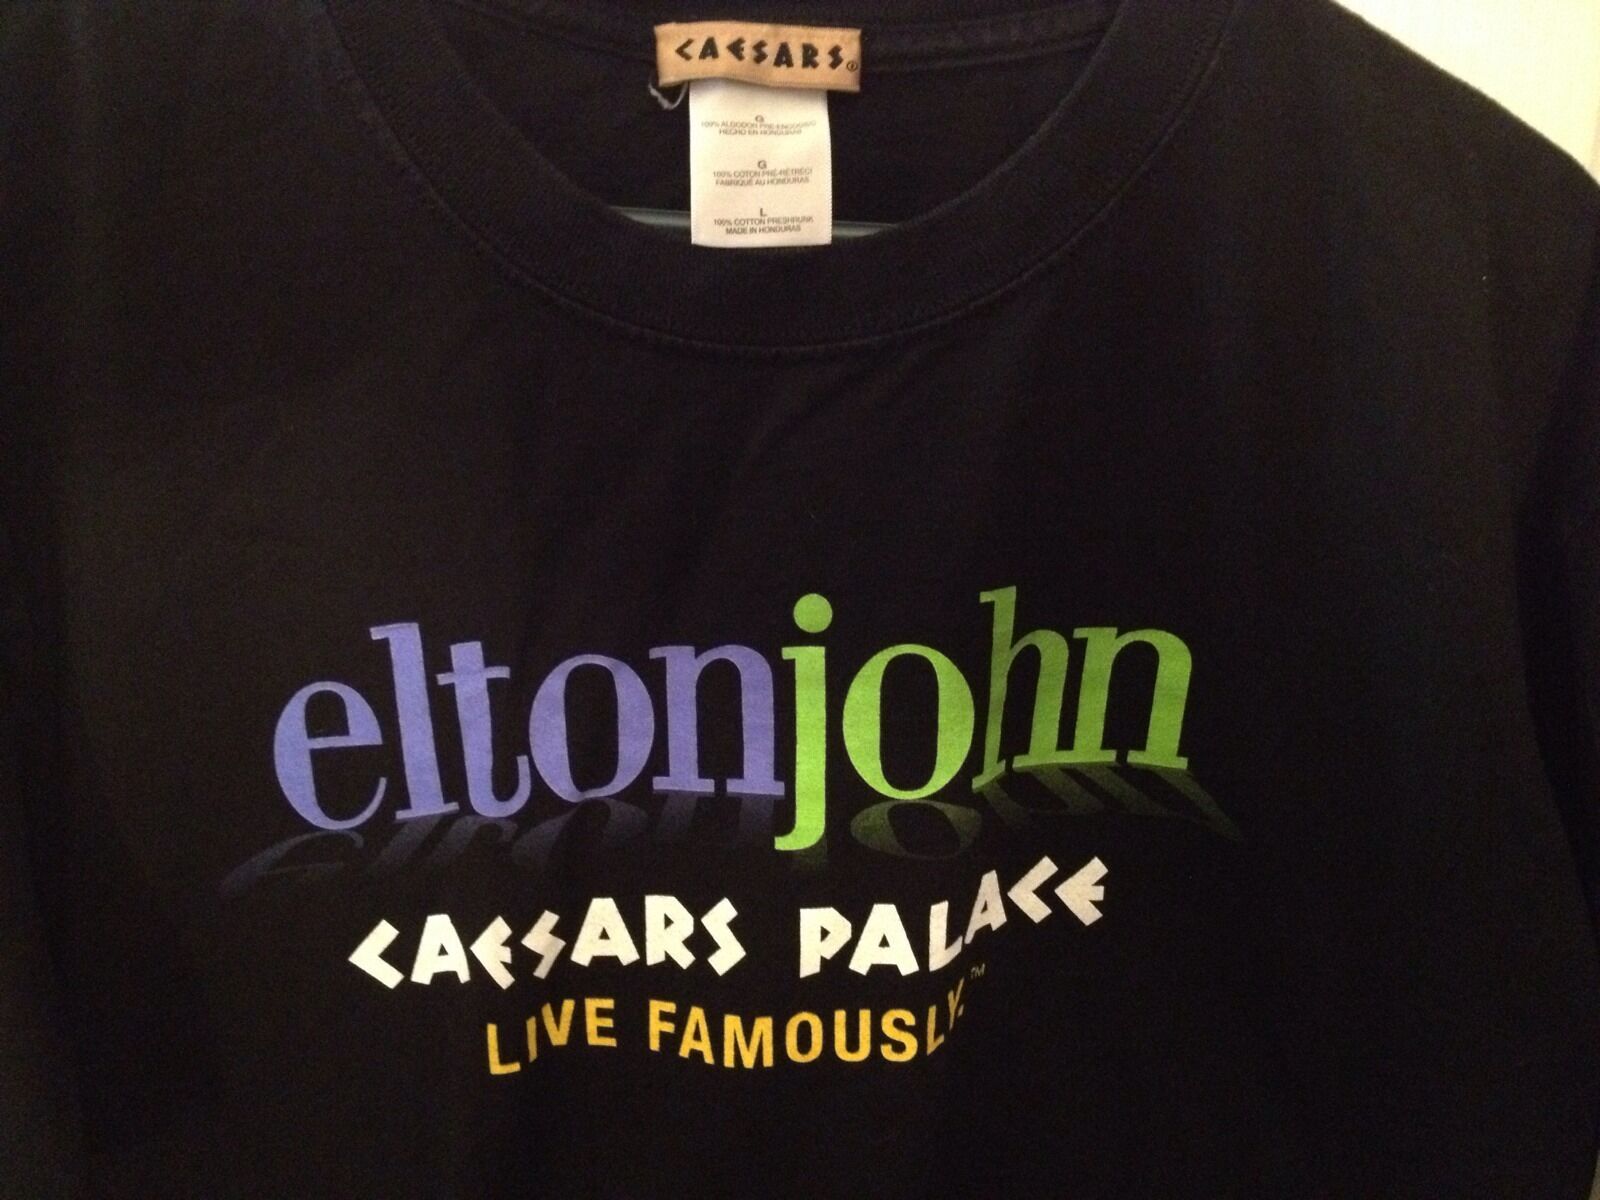 CAESARS®
G
100% ALGODON PRE-ENCOGIDO
HECHO EN HONDURAS
G
100% COTON PRÉ-RÉTRÉCI
FABRIQUÉ AU HONDURAS
L
100% COTTON PRESHRUNK
MADE IN HONDURAS
eltonjohn
CAESARS PALACE
LIVE FAMOUSLY.™